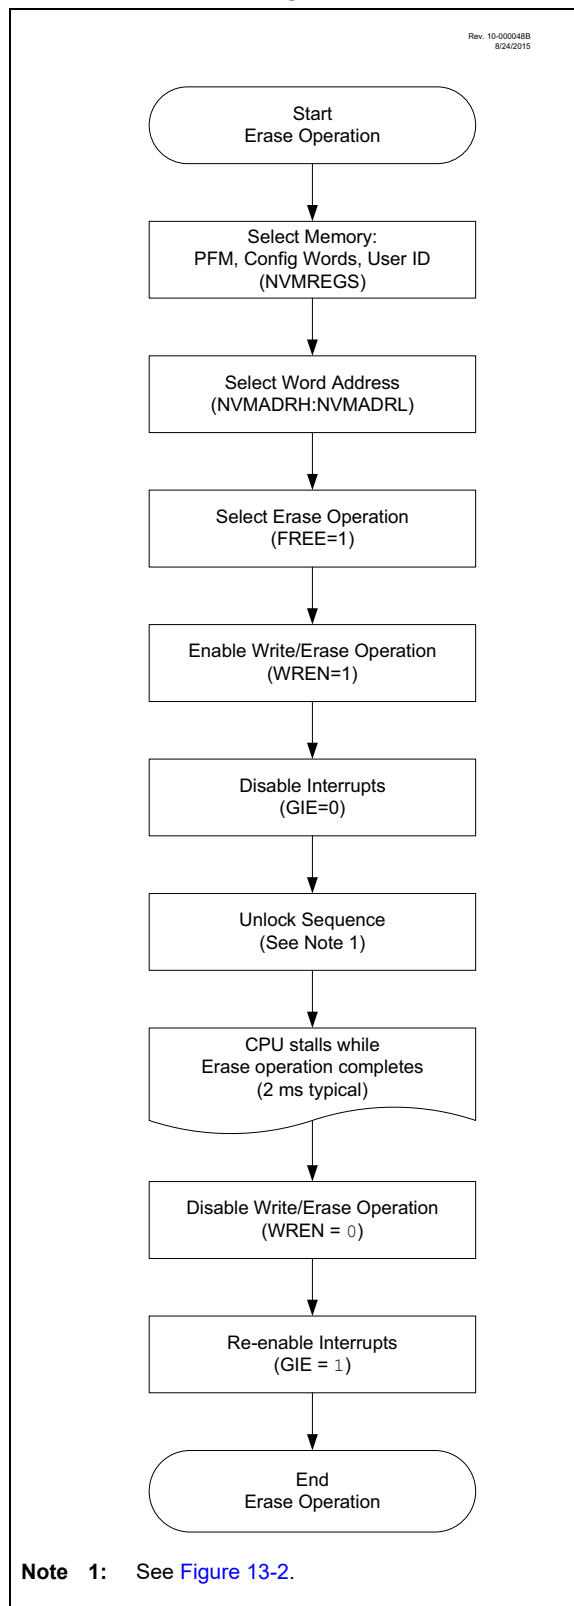 Rev. 10-000048B
8/24/2015
Start
Erase Operation
Select Memory:
PFM, Config Words, User ID
(NVMREGS)
Select Word Address
(NVMADRH:NVMADRL)
Select Erase Operation
(FREE=1)
Enable Write/Erase Operation
(WREN=1)
Disable Interrupts
(GIE=0)
Unlock Sequence
(See Note 1)
CPU stalls while
Erase operation completes
(2 ms typical)
Disable Write/Erase Operation
(WREN = 0)
Re-enable Interrupts
(GIE = 1)
End
Erase Operation
Note 1: See Figure 13-2.